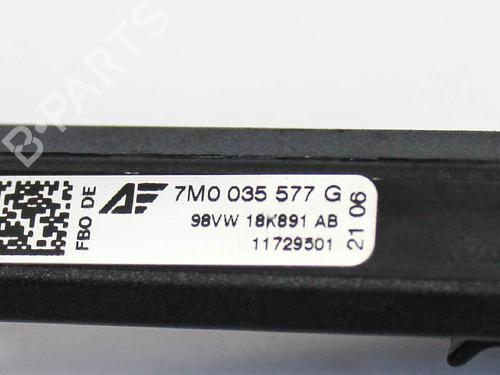 B-PARTS
FBO DE
7M0 035 577 G
98VW 18K891 AB
11729501
21 06